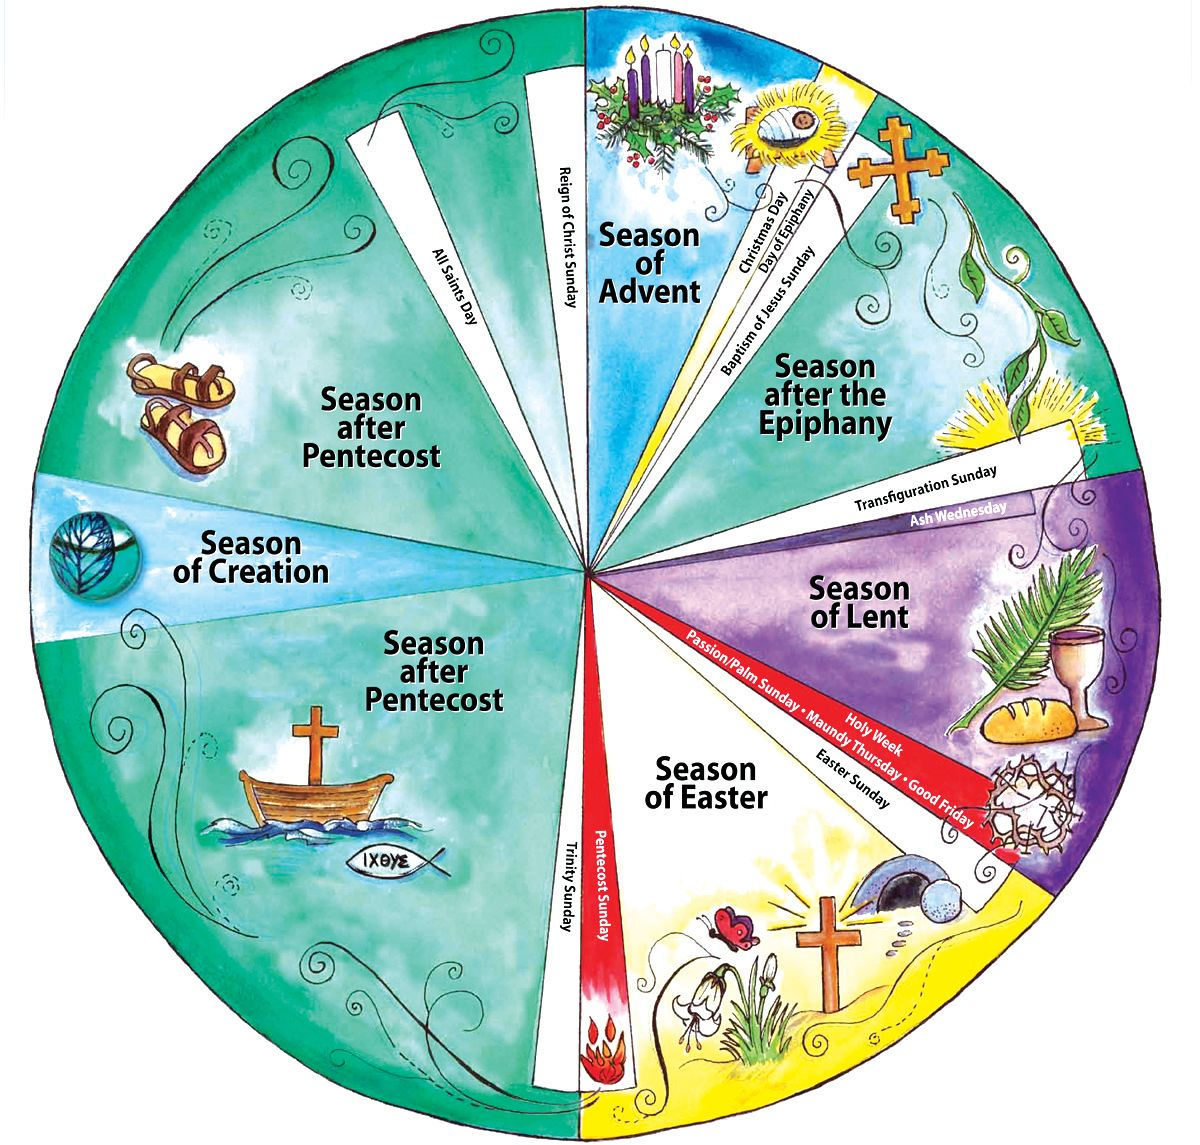 Season
of
Advent
Christmas Day
Day of Epiphany
Baptism of Jesus Sunday
Season
after the
Epiphany
Transfiguration Sunday
Ash Wednesday
Season
of Lent
Holy Week
Passion/Palm Sunday • Maundy Thursday • Good Friday
Easter Sunday
Season
of Easter
Pentecost Sunday
Trinity Sunday
Season
after
Pentecost
ΙΧΘΥΣ
Season
of Creation
Season
after
Pentecost
All Saints Day
Reign of Christ Sunday